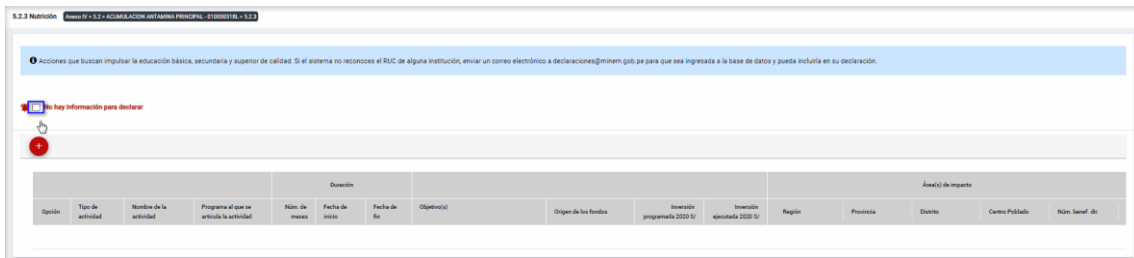 5.2.3 Nutrición Anexo IV » 5.2 » ACUMULACION ANTAMINA PRINCIPAL - 010000318L » 5.2.3
Acciones que buscan impulsar la educación básica, secundaria y superior de calidad. Si el sistema no reconoces el RUC de alguna institución, enviar un correo electrónico a declaraciones@minem.gob.pe para que sea ingresada a la base de datos y pueda incluirla en su declaración.
No hay información para declarar
+
Duración Área(s) de impacto
Opción Tipo de actividad Nombre de la actividad Programa al que se articula la actividad Núm. de meses Fecha de inicio Fecha de fin Objetivo(s) Origen de los fondos Inversión programada 2020 S/ Inversión ejecutada 2020 S/ Región Provincia Distrito Centro Poblado Núm. benef. dir.